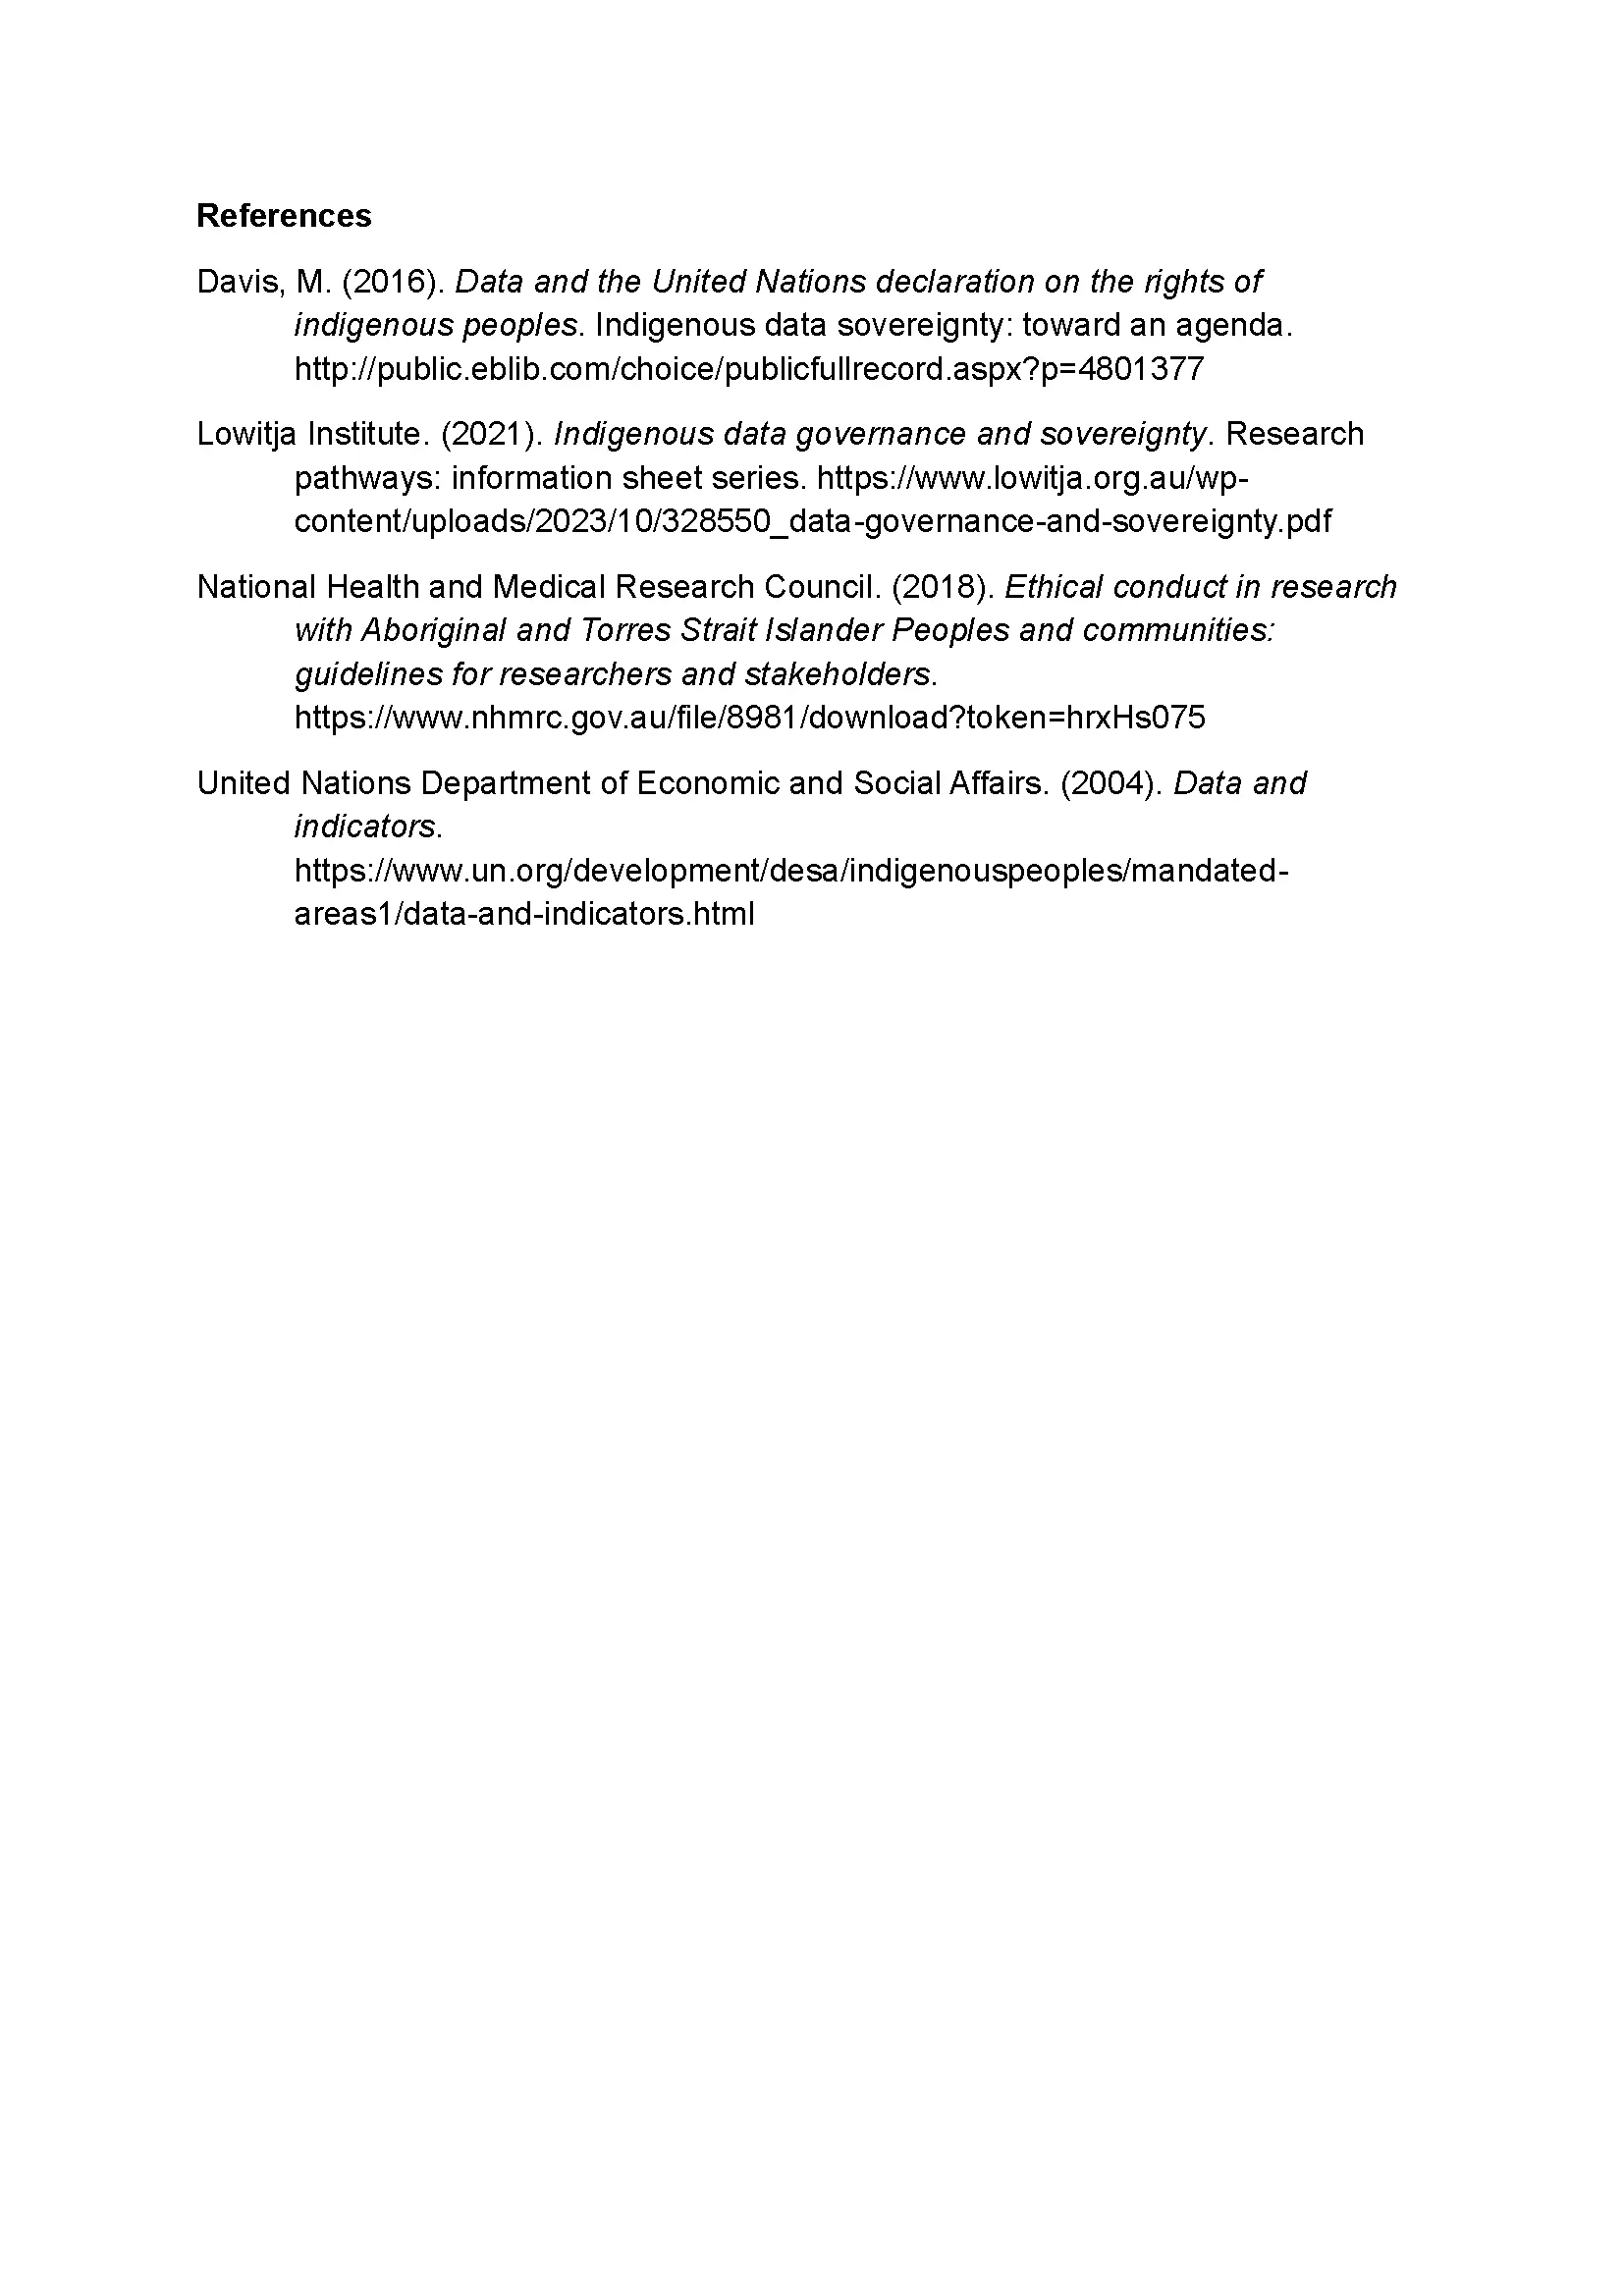 References
Davis, M. (2016). Data and the United Nations declaration on the rights of
indigenous peoples. Indigenous data sovereignty: toward an agenda.
http://public.eblib.com/choice/publicfullrecord.aspx?p=4801377
Lowitja Institute. (2021). Indigenous data governance and sovereignty. Research
pathways: information sheet series. https://www.lowitja.org.au/wp-
content/uploads/2023/10/328550_data-governance-and-sovereignty.pdf
National Health and Medical Research Council. (2018). Ethical conduct in research
with Aboriginal and Torres Strait Islander Peoples and communities:
guidelines for researchers and stakeholders.
https://www.nhmrc.gov.au/file/8981/download?token=hrxHs075
United Nations Department of Economic and Social Affairs. (2004). Data and
indicators.
https://www.un.org/development/desa/indigenouspeoples/mandated-
areas1/data-and-indicators.html